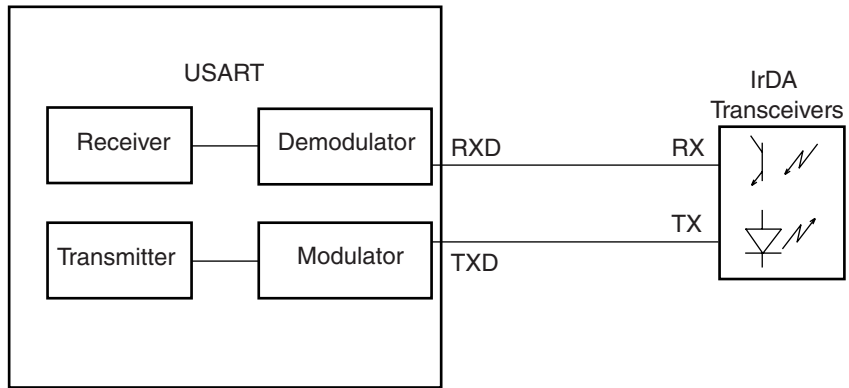 USART
IrDA
Transceivers
Receiver
Demodulator
RXD
RX
Transmitter
Modulator
TXD
TX